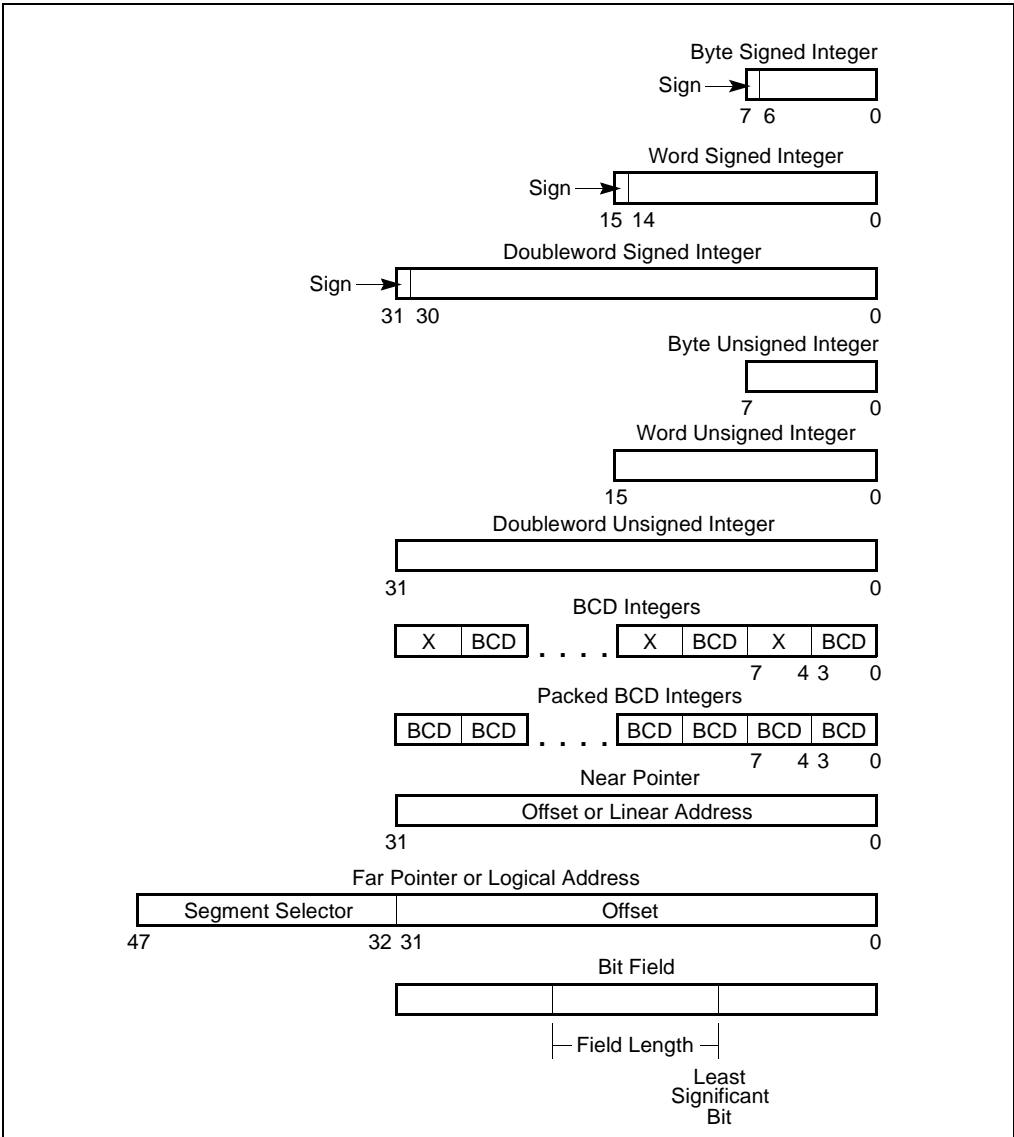 Byte Signed Integer
Sign
7 6 0
Word Signed Integer
Sign
15 14 0
Doubleword Signed Integer
Sign
31 30 0
Byte Unsigned Integer
7 0
Word Unsigned Integer
15 0
Doubleword Unsigned Integer
31 0
BCD Integers
X BCD . . . . X BCD X BCD
7 4 3 0
Packed BCD Integers
BCD BCD . . . . BCD BCD BCD BCD
7 4 3 0
Near Pointer
Offset or Linear Address
31 0
Far Pointer or Logical Address
Segment Selector Offset
47 32 31 0
Bit Field
Field Length
Least
Significant
Bit